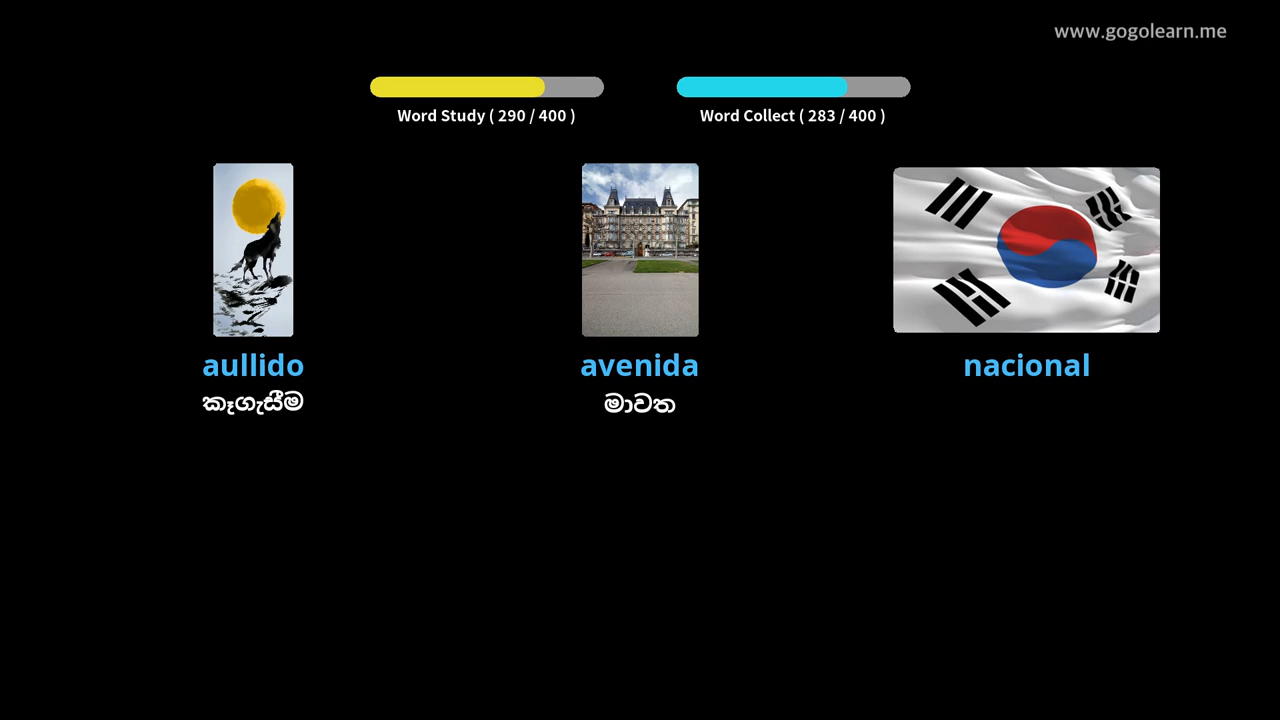 www.gogolearn.me
Word Study ( 290 / 400 )
Word Collect ( 283 / 400 )
aullido
avenida
nacional
කෑගැසීම
මාවත